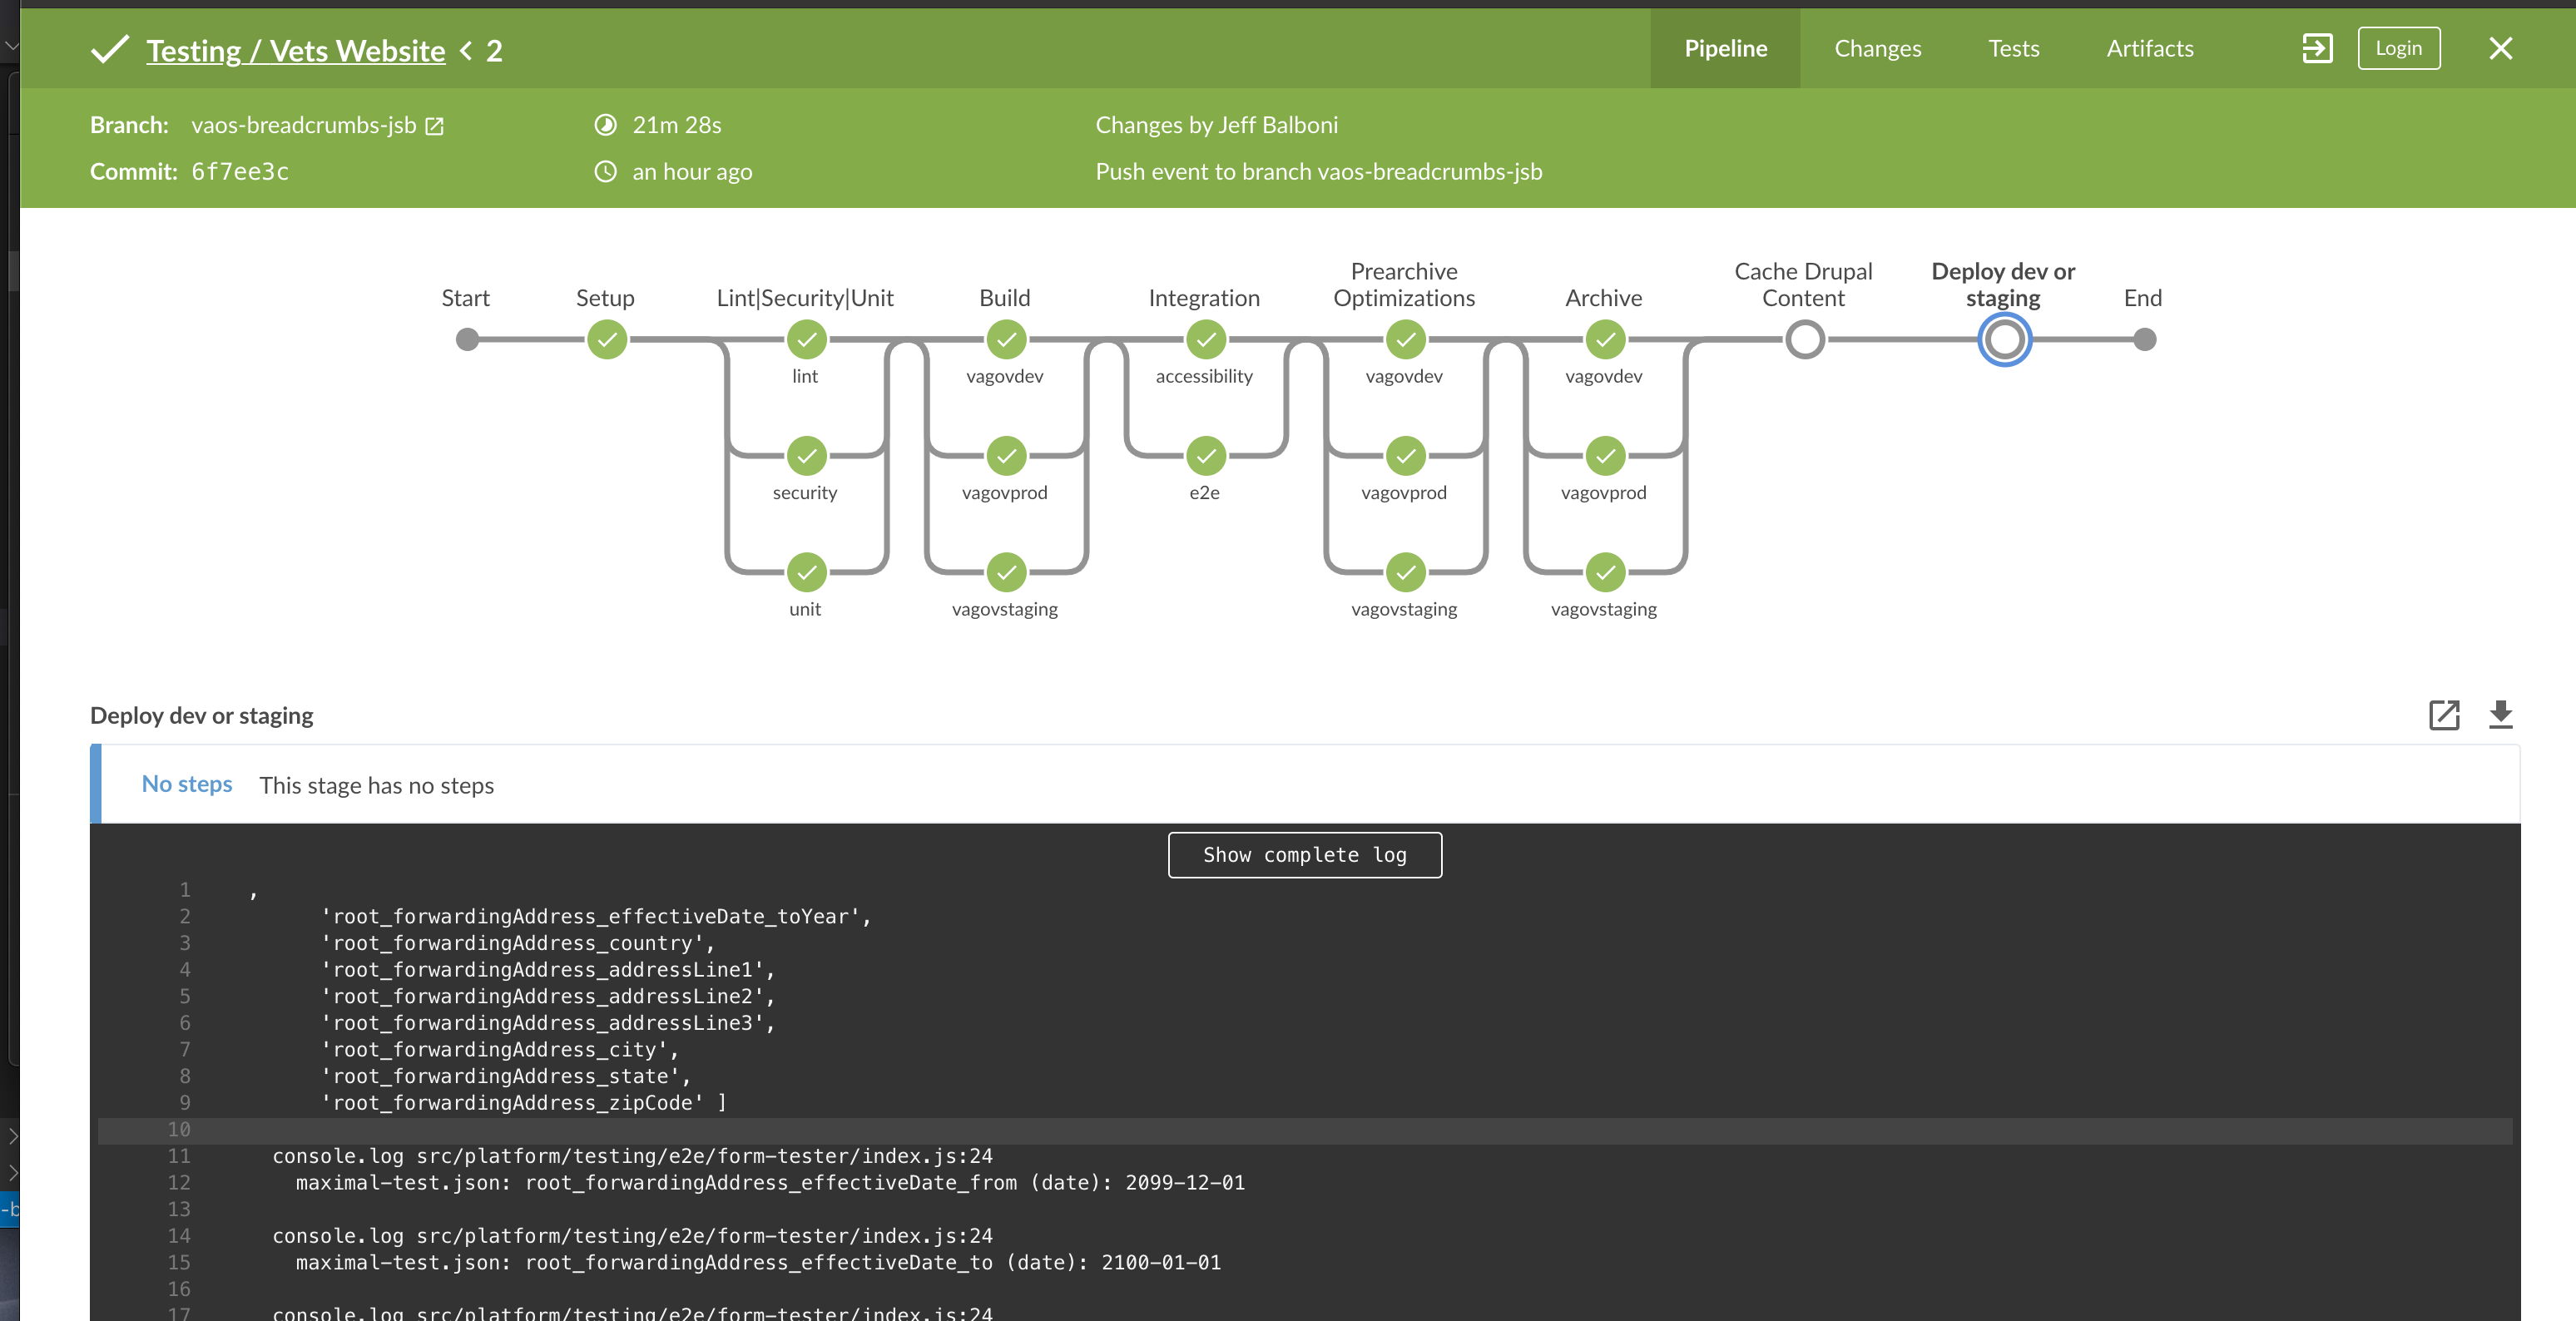 Testing / Vets Website < 2
Pipeline
Changes
Tests
Artifacts
Login
Branch: vaos-breadcrumbs-jsb
21m 28s
Changes by Jeff Balboni
Commit: 6f7ee3c
an hour ago
Push event to branch vaos-breadcrumbs-jsb
Start
Setup
Lint|Security|Unit
Build
Integration
Prearchive
Optimizations
Archive
Cache Drupal
Content
Deploy dev or
staging
End
lint
vagovdev
accessibility
vagovdev
vagovdev
security
vagovprod
e2e
vagovprod
vagovprod
unit
vagovstaging
vagovstaging
vagovstaging
Deploy dev or staging
No steps This stage has no steps
Show complete log
1 ,
2 'root_forwardingAddress_effectiveDate_toYear',
3 'root_forwardingAddress_country',
4 'root_forwardingAddress_addressLine1',
5 'root_forwardingAddress_addressLine2',
6 'root_forwardingAddress_addressLine3',
7 'root_forwardingAddress_city',
8 'root_forwardingAddress_state',
9 'root_forwardingAddress_zipCode' ]
10
11 console.log src/platform/testing/e2e/form-tester/index.js:24
12 maximal-test.json: root_forwardingAddress_effectiveDate_from (date): 2099-12-01
13
14 console.log src/platform/testing/e2e/form-tester/index.js:24
15 maximal-test.json: root_forwardingAddress_effectiveDate_to (date): 2100-01-01
16
17 console.log src/platform/testing/e2e/form-tester/index.js:24
-b